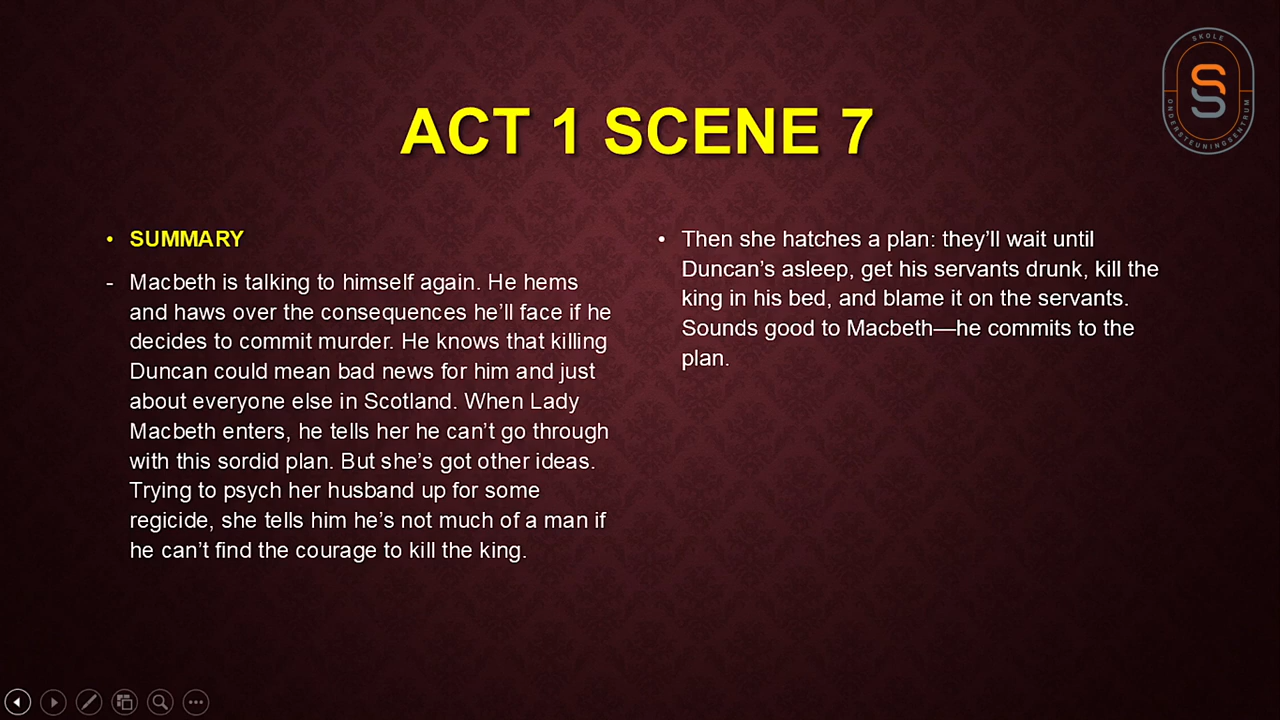 SKOLE
ONDERSTEUNINGSENTRUM
SS
ACT 1 SCENE 7
• SUMMARY
- Macbeth is talking to himself again. He hems
and haws over the consequences he’ll face if he
decides to commit murder. He knows that killing
Duncan could mean bad news for him and just
about everyone else in Scotland. When Lady
Macbeth enters, he tells her he can’t go through
with this sordid plan. But she’s got other ideas.
Trying to psych her husband up for some
regicide, she tells him he’s not much of a man if
he can’t find the courage to kill the king.
• Then she hatches a plan: they’ll wait until
Duncan’s asleep, get his servants drunk, kill the
king in his bed, and blame it on the servants.
Sounds good to Macbeth—he commits to the
plan.